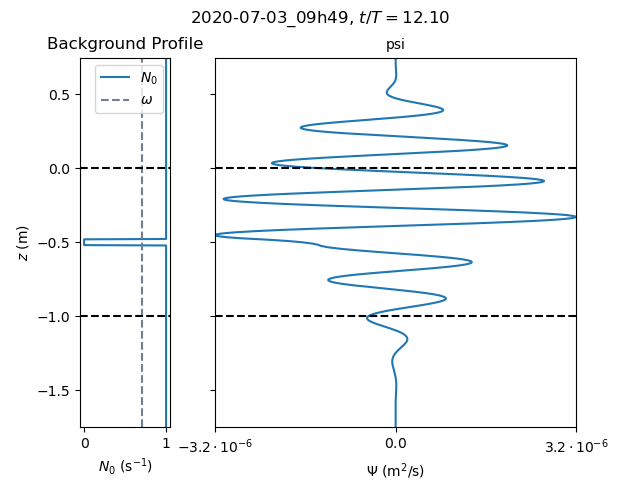 2020-07-03_09h49, t/T = 12.10
Background Profile
psi
N₀
ω
0.5
0.0
−0.5
−1.0
−1.5
z (m)
0
1
N₀ (s⁻¹)
−3.2 · 10⁻⁶
0.0
3.2 · 10⁻⁶
Ψ (m²/s)